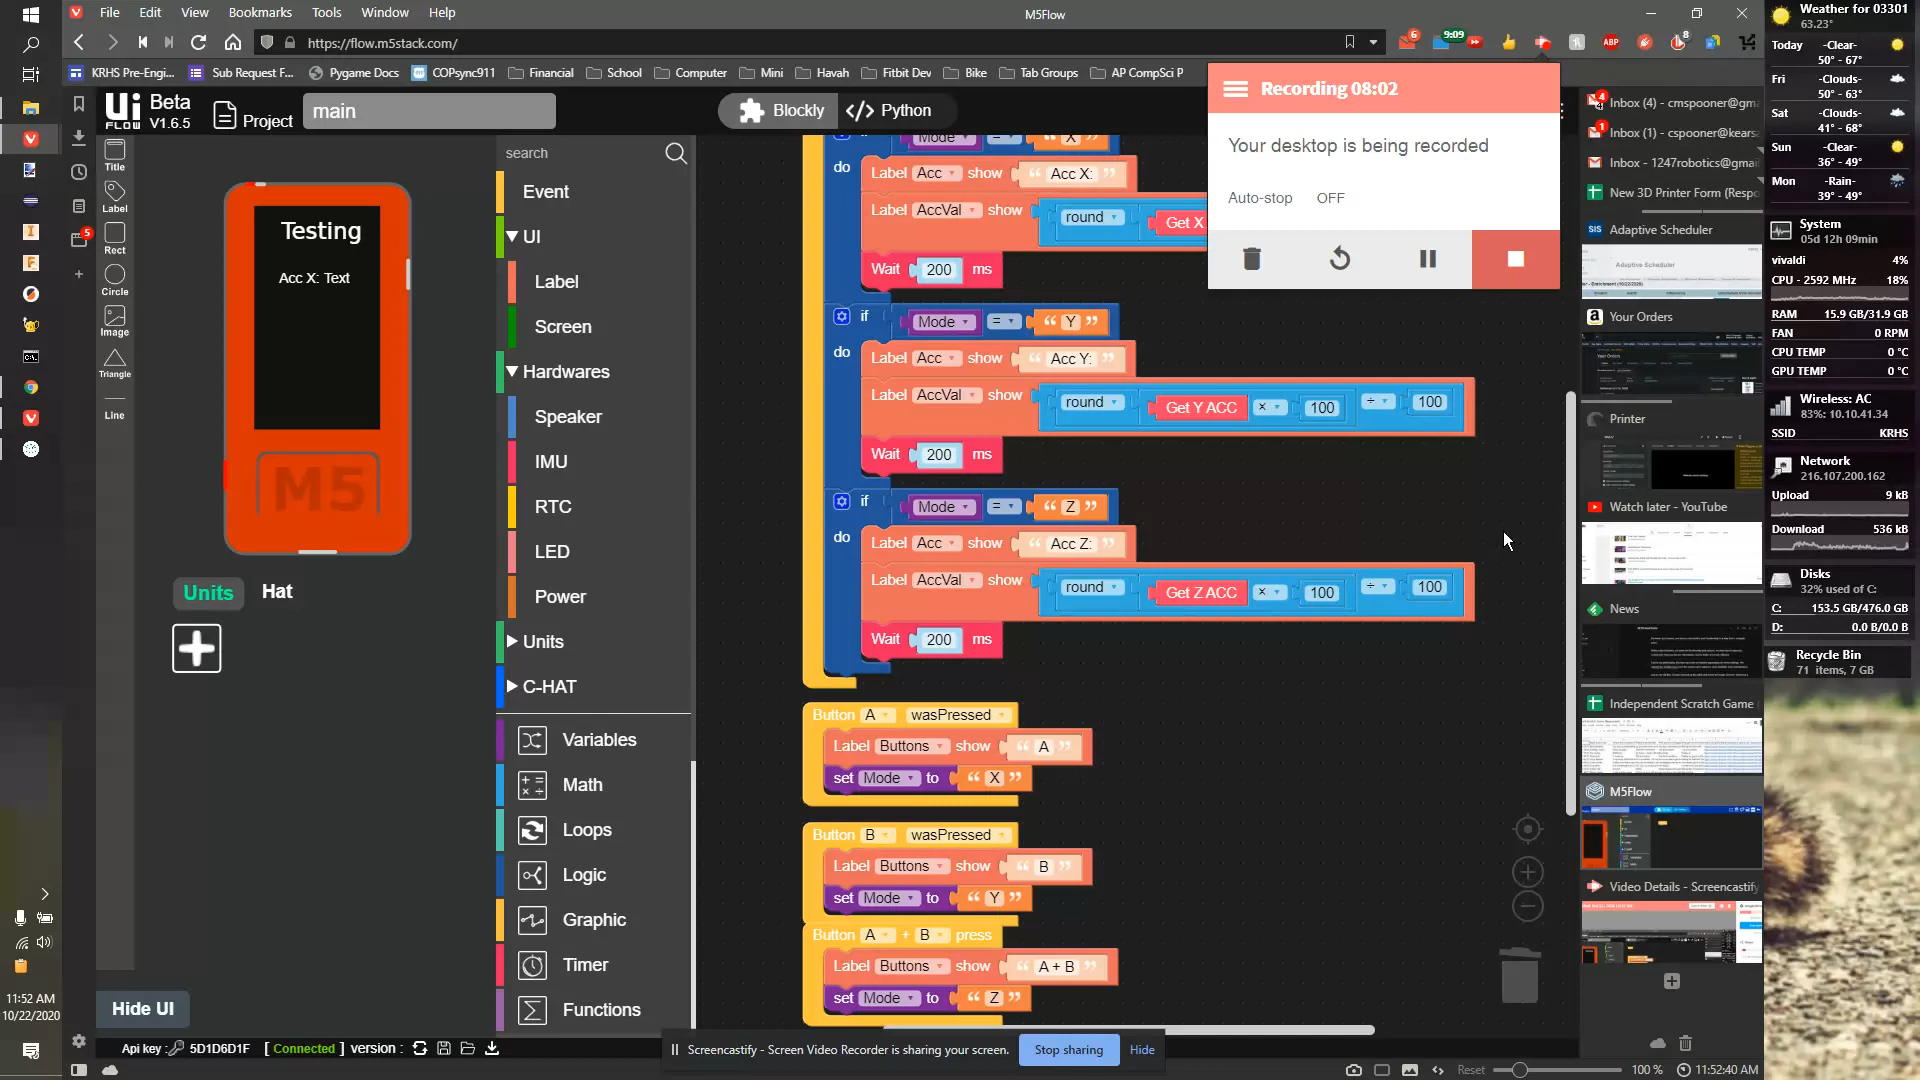 File Edit View Bookmarks Tools Window Help
M5Flow
https://flow.m5stack.com/
6
9:09
ABP
8
KRHS Pre-Engi...
Sub Request F...
Pygame Docs
COPsync911
Financial
School
Computer
Mini
Havah
Fitbit Dev
Bike
Tab Groups
AP CompSci P
Ui
FLOW
Beta
V1.6.5
Project
main
Blockly
Python
Recording 08:02
Your desktop is being recorded
Auto-stop OFF
Title
Label
Rect
Circle
Image
Triangle
Line
5
Testing
Acc X: Text
M5
Units
Hat
Hide UI
search
Event
UI
Label
Screen
Hardwares
Speaker
IMU
RTC
LED
Power
Units
C-HAT
Variables
Math
Loops
Logic
Graphic
Timer
Functions
if Mode = X
do Label Acc show “ Acc X: ”
Label AccVal show round Get X
Wait 200 ms
if Mode = “ Y ”
do Label Acc show “ Acc Y: ”
Label AccVal show round Get Y ACC × 100 ÷ 100
Wait 200 ms
if Mode = “ Z ”
do Label Acc show “ Acc Z: ”
Label AccVal show round Get Z ACC × 100 ÷ 100
Wait 200 ms
Button A wasPressed
Label Buttons show “ A ”
set Mode to “ X ”
Button B wasPressed
Label Buttons show “ B ”
set Mode to “ Y ”
Button A + B press
Label Buttons show “ A + B ”
set Mode to “ Z ”
Api key : 5D1D6D1F [ Connected ] version :
Screencastify - Screen Video Recorder is sharing your screen.
Stop sharing
Hide
Reset
100 %
11:52:40 AM
11:52 AM
10/22/2020
4
Inbox (4) - cmspooner@gma
1
Inbox (1) - cspooner@kears
Inbox - 1247robotics@gmai
New 3D Printer Form (Respo
SIS Adaptive Scheduler
Adaptive Scheduler
Your Orders
Printer
Watch later - YouTube
News
Independent Scratch Game
M5Flow
Video Details - Screencastify
Weather for 03301
63.23°
Today -Clear-
50° - 67°
Fri -Clouds-
50° - 63°
Sat -Clouds-
41° - 68°
Sun -Clear-
36° - 49°
Mon -Rain-
39° - 49°
System
05d 12h 09min
vivaldi 4%
CPU - 2592 MHz 18%
RAM 15.9 GB/31.9 GB
FAN 0 RPM
CPU TEMP 0 °C
GPU TEMP 0 °C
Wireless: AC
83%: 10.10.41.34
SSID KRHS
Network
216.107.200.162
Upload 9 kB
Download 536 kB
Disks
32% used of C:
C: 153.5 GB/476.0 GB
D: 0.0 B/0.0 B
Recycle Bin
71 items, 7 GB